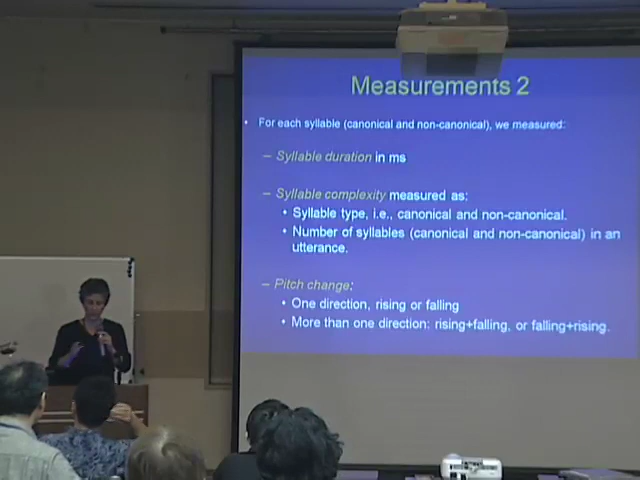 Measurements 2
• For each syllable (canonical and non-canonical), we measured:
– Syllable duration in ms
– Syllable complexity measured as:
• Syllable type, i.e., canonical and non-canonical.
• Number of syllables (canonical and non-canonical) in an
utterance.
– Pitch change:
• One direction, rising or falling
• More than one direction: rising+falling, or falling+rising.